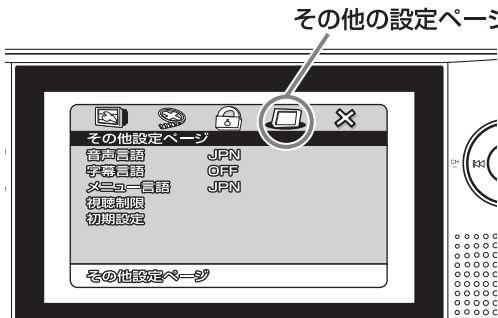 その他の設定ページ
その他設定ページ
音声言語 JPN
字幕言語 OFF
メニュー言語 JPN
視聴制限
初期設定
その他設定ページ
CH
−